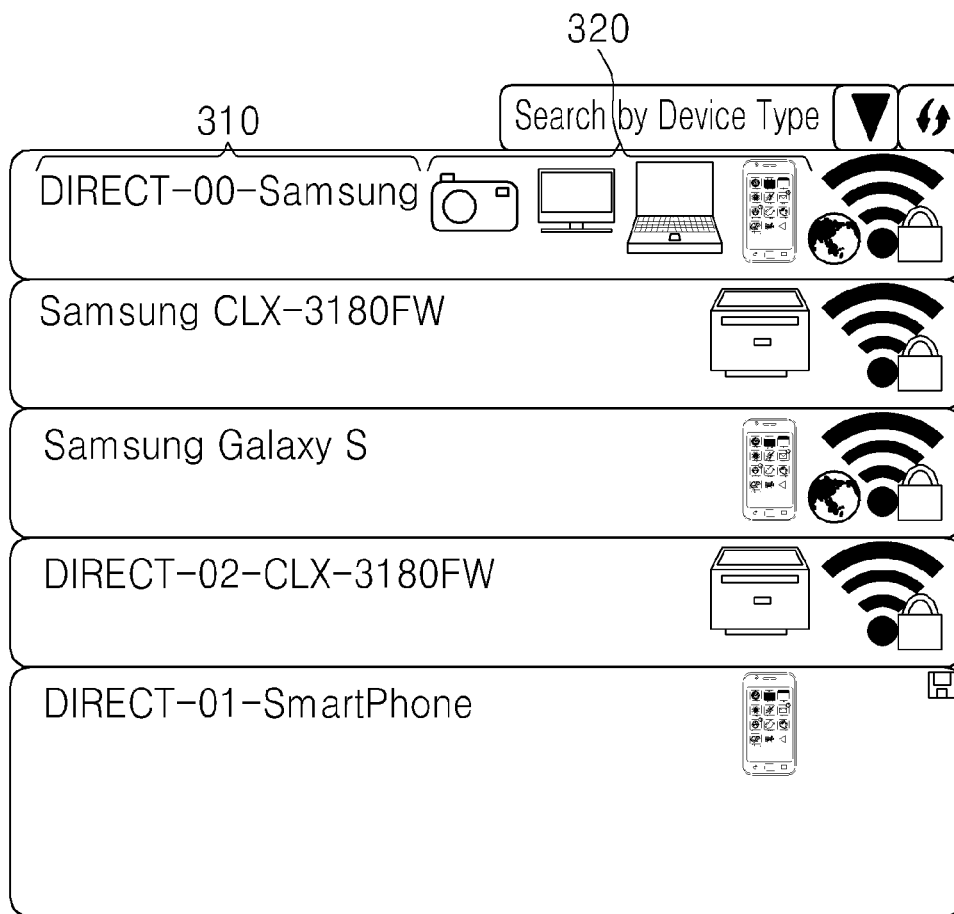 320
Search by Device Type
310
DIRECT-00-Samsung
Samsung CLX-3180FW
Samsung Galaxy S
DIRECT-02-CLX-3180FW
DIRECT-01-SmartPhone